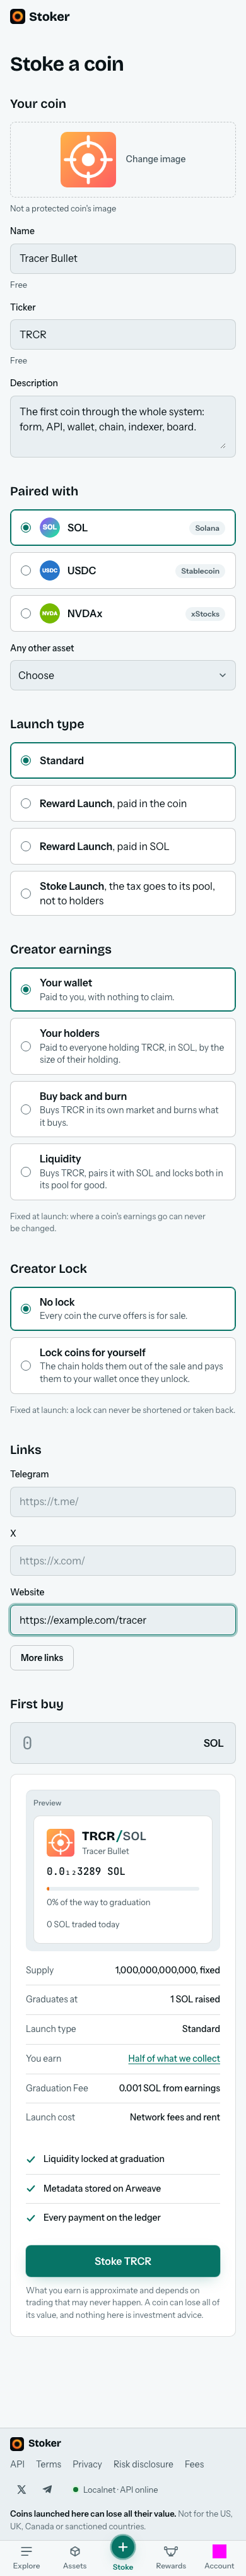 Stoker
Stoke a coin
Your coin
Change image
Not a protected coin's image
Name
Tracer Bullet
Free
Ticker
TRCR
Free
Description
The first coin through the whole system:
form, API, wallet, chain, indexer, board.
Paired with
SOL
SOL
Solana
USDC
USDC
Stablecoin
NVDA
NVDAx
xStocks
Any other asset
Choose
Launch type
Standard
Reward Launch, paid in the coin
Reward Launch, paid in SOL
Stoke Launch, the tax goes to its pool,
not to holders
Creator earnings
Your wallet
Paid to you, with nothing to claim.
Your holders
Paid to everyone holding TRCR, in SOL, by the
size of their holding.
Buy back and burn
Buys TRCR in its own market and burns what
it buys.
Liquidity
Buys TRCR, pairs it with SOL and locks both in
its pool for good.
Fixed at launch: where a coin's earnings go can never
be changed.
Creator Lock
No lock
Every coin the curve offers is for sale.
Lock coins for yourself
The chain holds them out of the sale and pays
them to your wallet once they unlock.
Fixed at launch: a lock can never be shortened or taken back.
Links
Telegram
https://t.me/
X
https://x.com/
Website
https://example.com/tracer
More links
First buy
0
SOL
Preview
TRCR/SOL
Tracer Bullet
0.0₁₂3289 SOL
0% of the way to graduation
0 SOL traded today
Supply
1,000,000,000,000, fixed
Graduates at
1 SOL raised
Launch type
Standard
You earn
Half of what we collect
Graduation Fee
0.001 SOL from earnings
Launch cost
Network fees and rent
Liquidity locked at graduation
Metadata stored on Arweave
Every payment on the ledger
Stoke TRCR
What you earn is approximate and depends on
trading that may never happen. A coin can lose all of
its value, and nothing here is investment advice.
Stoker
API
Terms
Privacy
Risk disclosure
Fees
Localnet · API online
Coins launched here can lose all their value. Not for the US,
UK, Canada or sanctioned countries.
Explore
Assets
Stoke
Rewards
Account